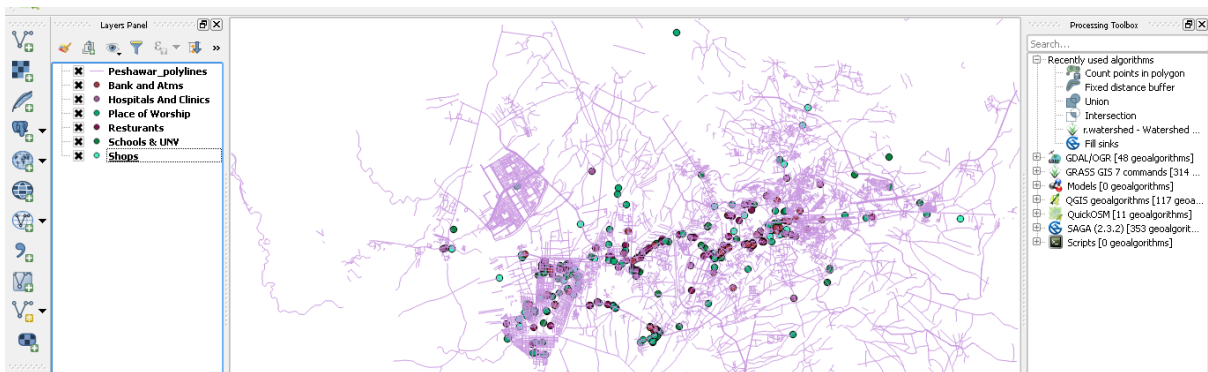 Layers Panel
»
Peshawar_polylines
Bank and Atms
Hospitals And Clinics
Place of Worship
Resturants
Schools & UNV
Shops
Processing Toolbox
Search...
Recently used algorithms
Count points in polygon
Fixed distance buffer
Union
Intersection
r.watershed - Watershed ...
Fill sinks
GDAL/OGR [48 geoalgorithms]
GRASS GIS 7 commands [314 ...
Models [0 geoalgorithms]
QGIS geoalgorithms [117 geoa...
QuickOSM [11 geoalgorithms]
SAGA (2.3.2) [353 geoalgorit...
Scripts [0 geoalgorithms]